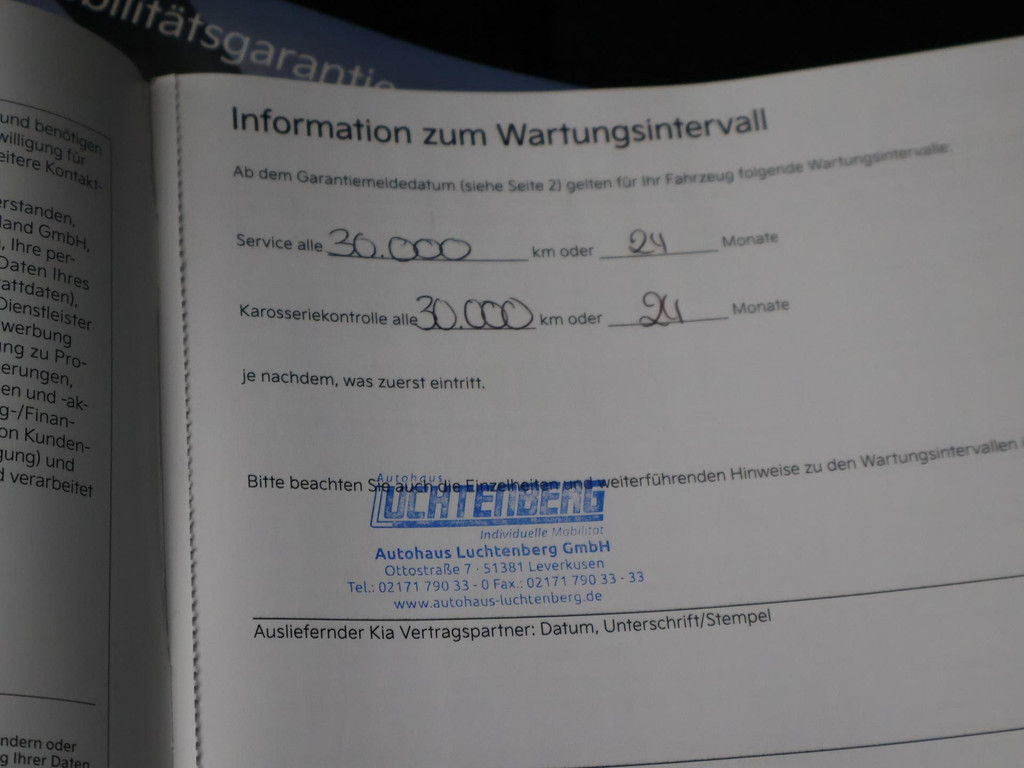 bilitätsgarantie
und benötigen
willigung für
eitere Kontakt-
erstanden,
land GmbH,
, Ihre per-
Daten Ihres
attdaten),
Dienstleister
werbung
ng zu Pro-
erungen,
en und -ak-
g-/Finan-
on Kunden-
gung) und
d verarbeitet
ndern oder
g Ihrer Daten
Information zum Wartungsintervall
Ab dem Garantiemeldedatum (siehe Seite 2) gelten für Ihr Fahrzeug folgende Wartungsintervalle:
Service alle 30.000 km oder 24 Monate
Karosseriekontrolle alle 30.000 km oder 24 Monate
je nachdem, was zuerst eintritt.
Bitte beachten Sie auch die Einzelheiten und weiterführenden Hinweise zu den Wartungsintervallen
Autohaus
LUCHTENBERG
Individuelle Mobilität
Autohaus Luchtenberg GmbH
Ottostraße 7 · 51381 Leverkusen
Tel.: 02171 790 33 - 0 Fax.: 02171 790 33 - 33
www.autohaus-luchtenberg.de
Ausliefernder Kia Vertragspartner: Datum, Unterschrift/Stempel